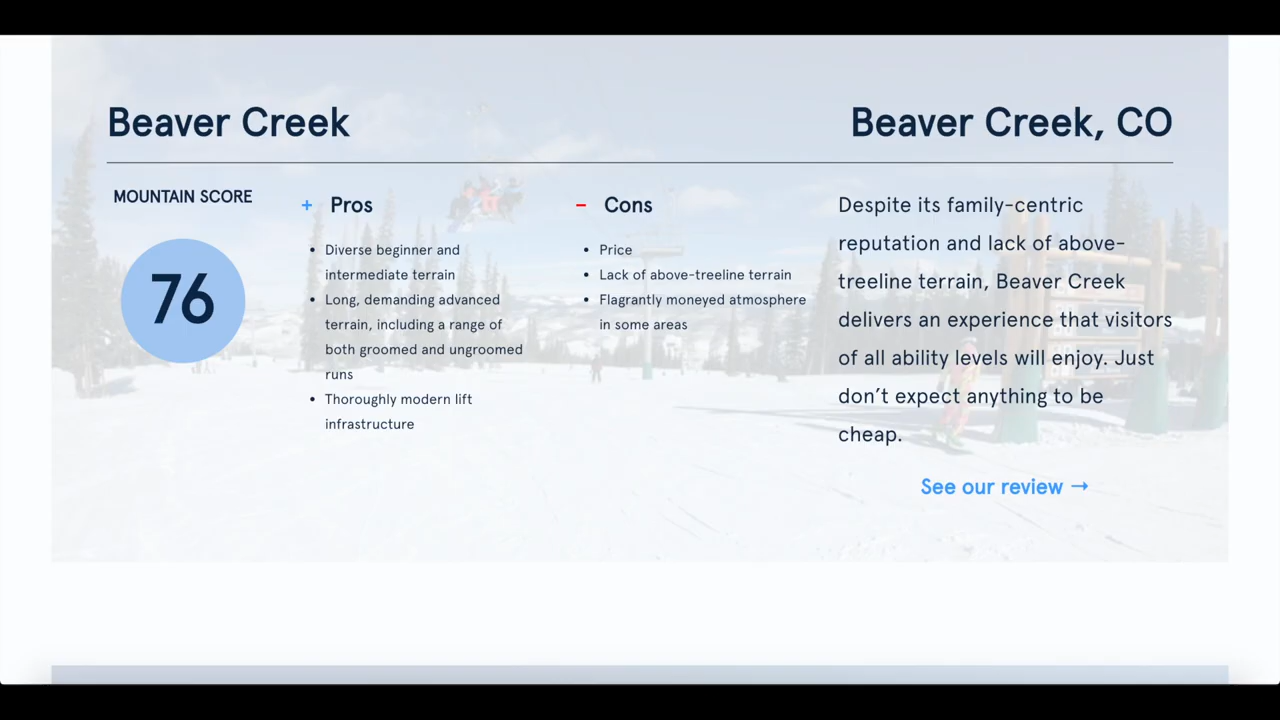 Beaver Creek
Beaver Creek, CO
MOUNTAIN SCORE
76
+ Pros
• Diverse beginner and
intermediate terrain
• Long, demanding advanced
terrain, including a range of
both groomed and ungroomed
runs
• Thoroughly modern lift
infrastructure
− Cons
• Price
• Lack of above-treeline terrain
• Flagrantly moneyed atmosphere
in some areas
Despite its family-centric
reputation and lack of above-
treeline terrain, Beaver Creek
delivers an experience that visitors
of all ability levels will enjoy. Just
don’t expect anything to be
cheap.
See our review →